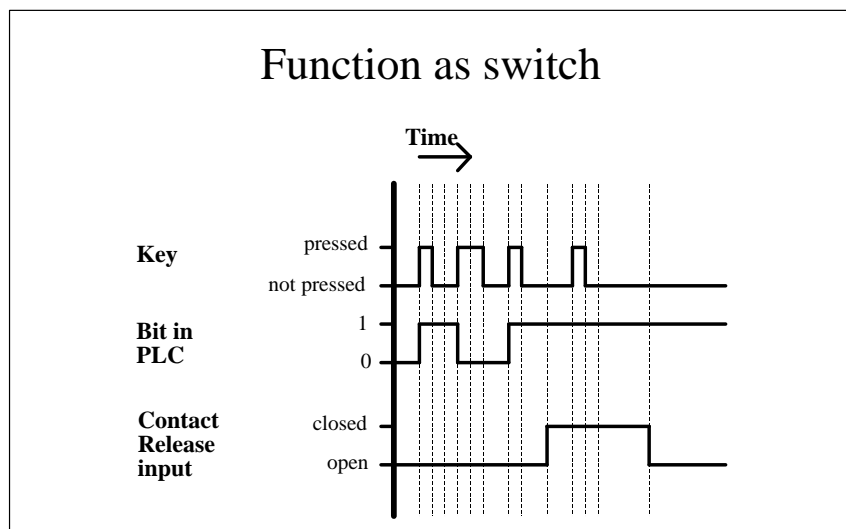 Function as switch
Time
Key
pressed
not pressed
Bit in
PLC
1
0
Contact
Release
input
closed
open